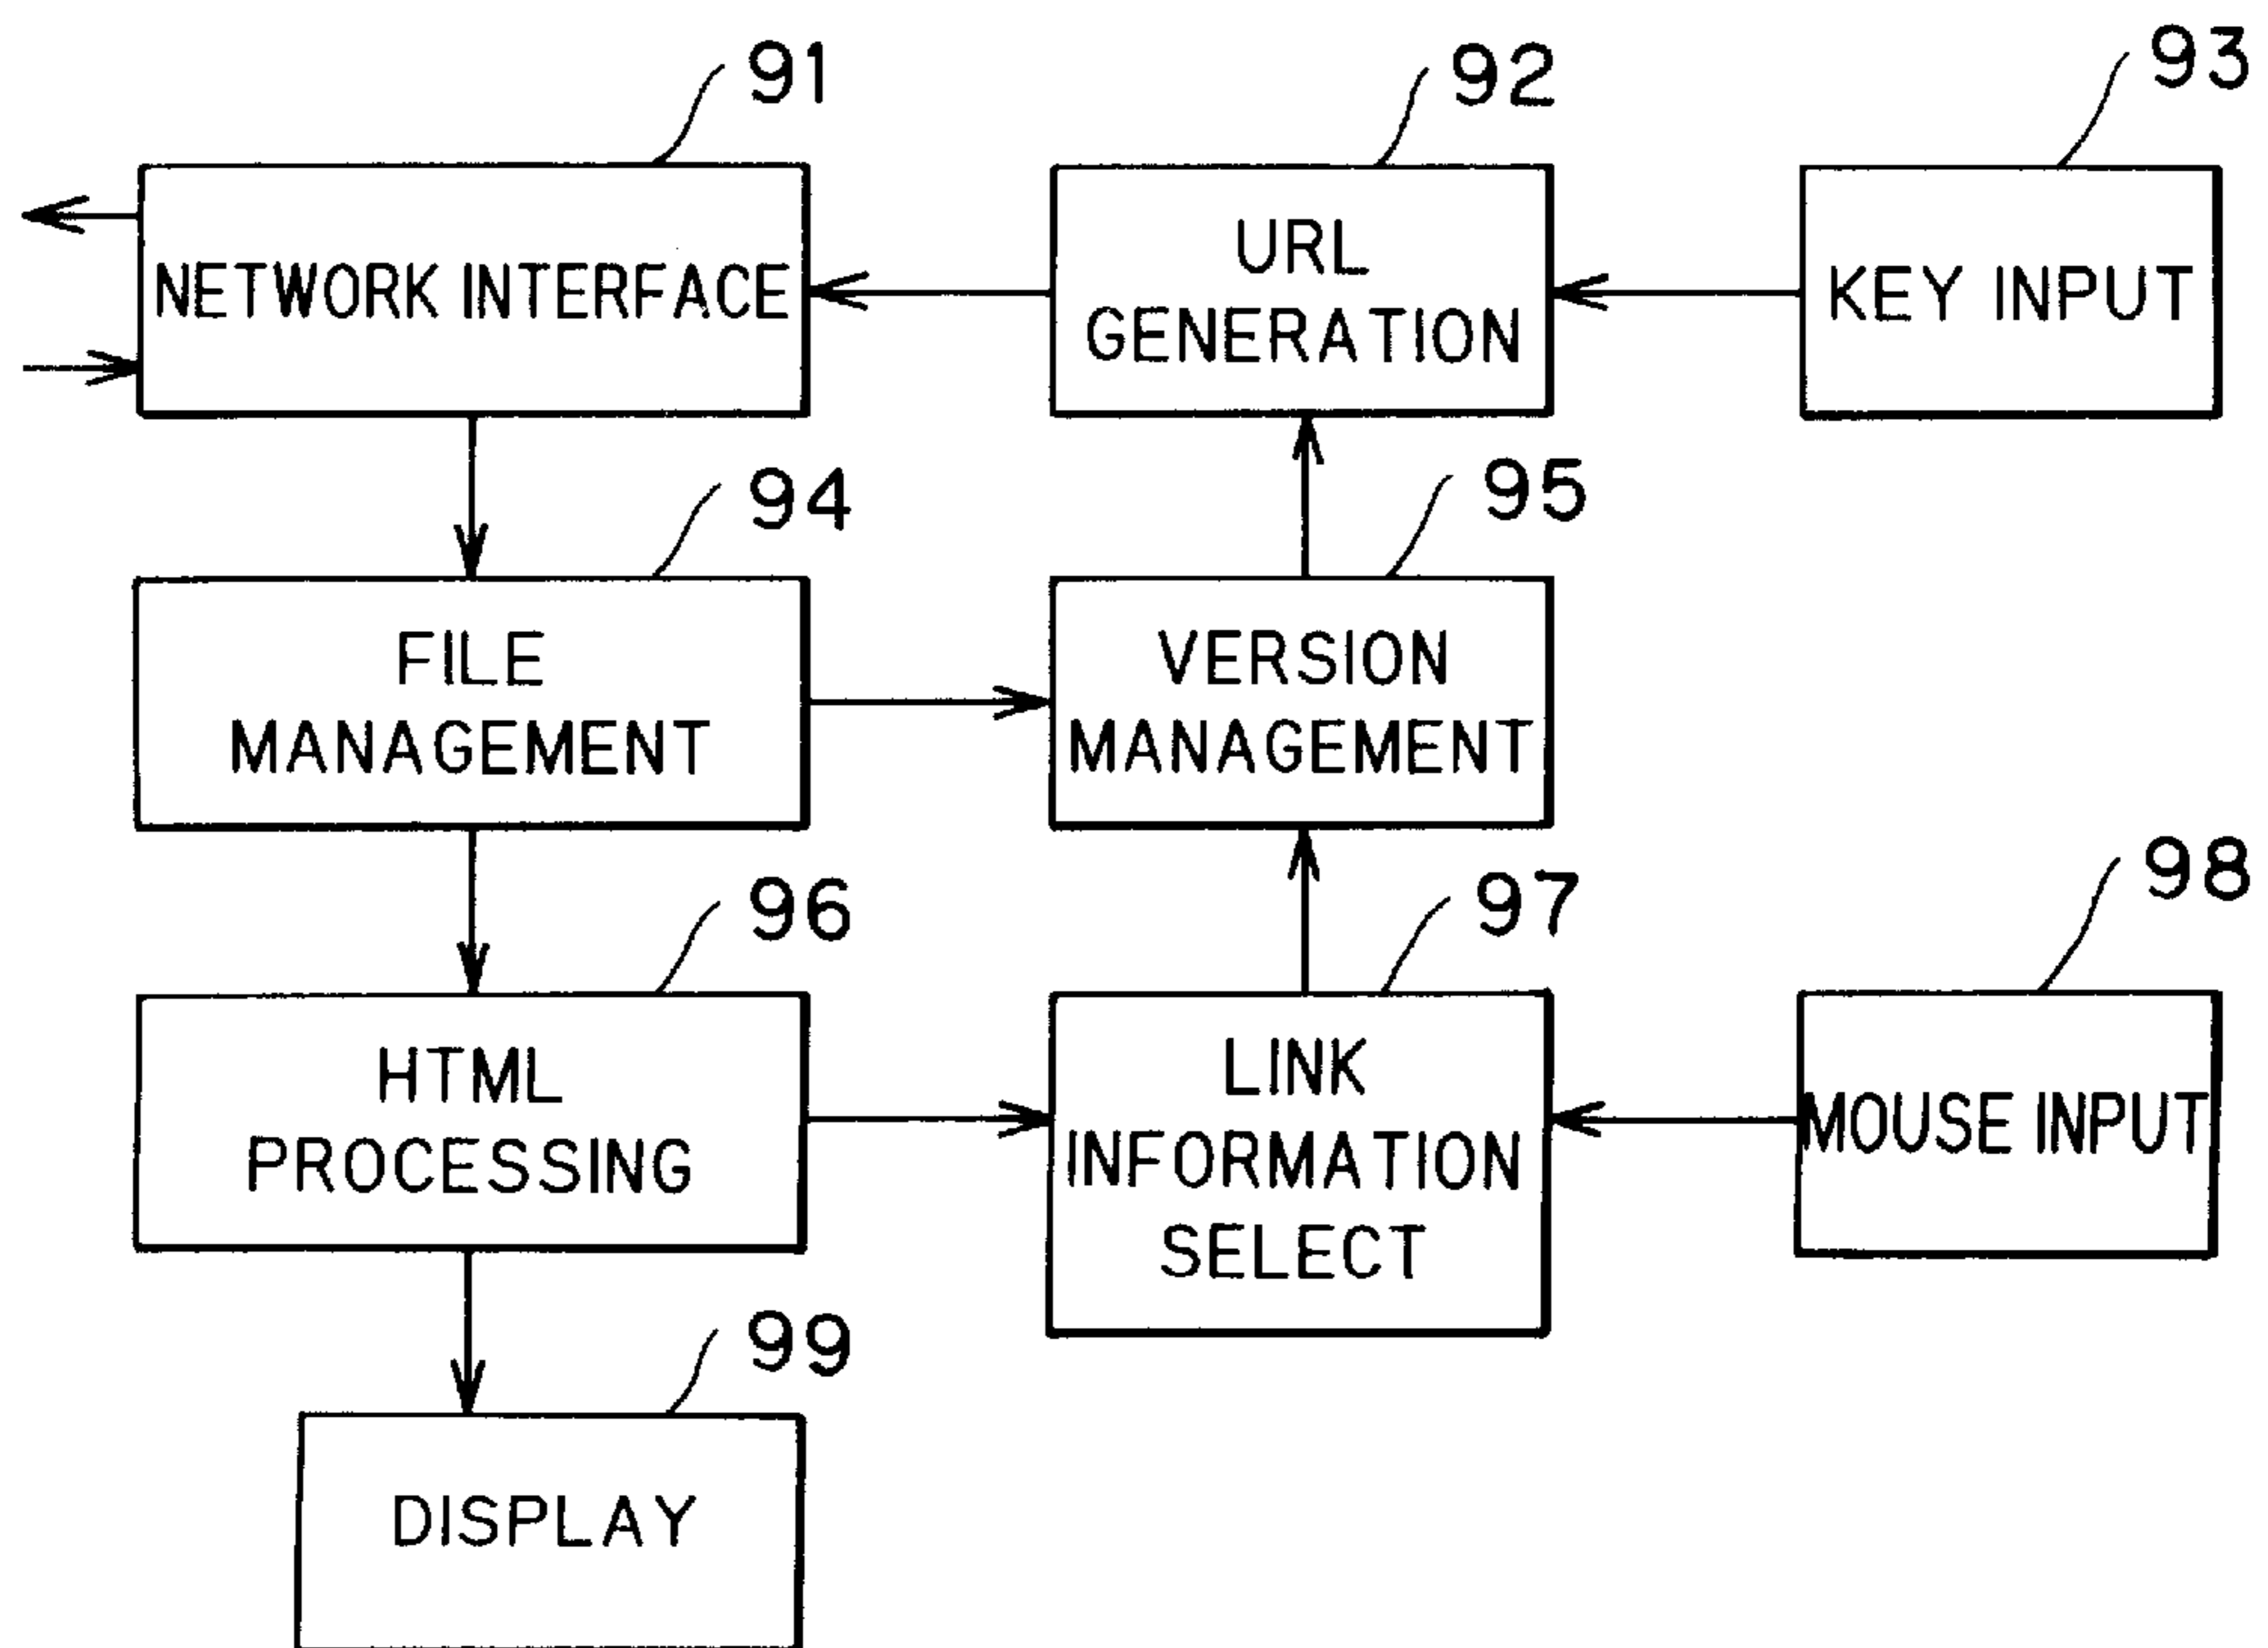 91
92
93
NETWORK INTERFACE
URL
GENERATION
KEY INPUT
94
95
FILE
MANAGEMENT
VERSION
MANAGEMENT
96
97
98
HTML
PROCESSING
LINK
INFORMATION
SELECT
MOUSE INPUT
99
DISPLAY